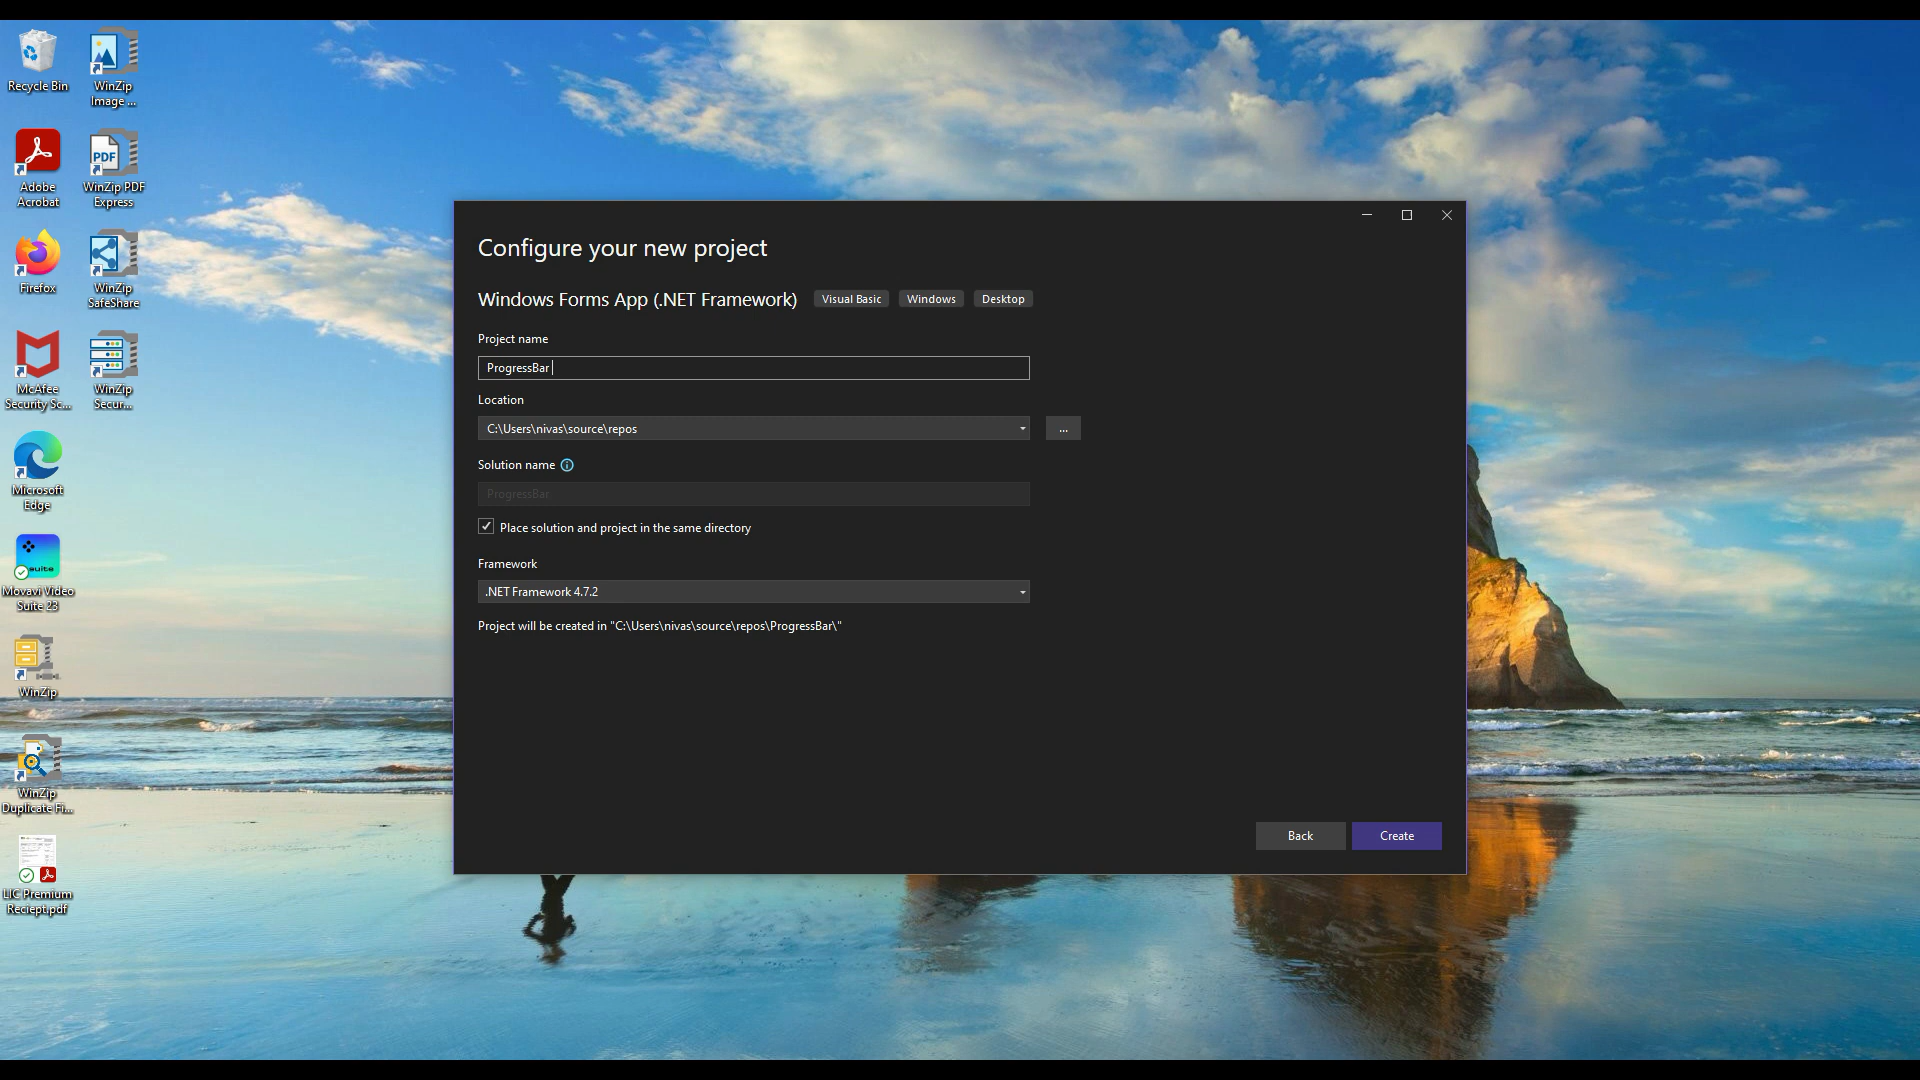 Recycle Bin
WinZip
Image ...
Adobe
Acrobat
PDF
WinZip PDF
Express
Firefox
WinZip
SafeShare
McAfee
Security Sc...
WinZip
Secur...
Microsoft
Edge
suite
Movavi Video
Suite 23
WinZip
WinZip
Duplicate Fi...
LIC Premium
Reciept.pdf
Configure your new project
Windows Forms App (.NET Framework) Visual Basic Windows Desktop
Project name
ProgressBar
Location
C:\Users\nivas\source\repos
...
Solution name
ProgressBar
Place solution and project in the same directory
Framework
.NET Framework 4.7.2
Project will be created in "C:\Users\nivas\source\repos\ProgressBar\"
Back Create